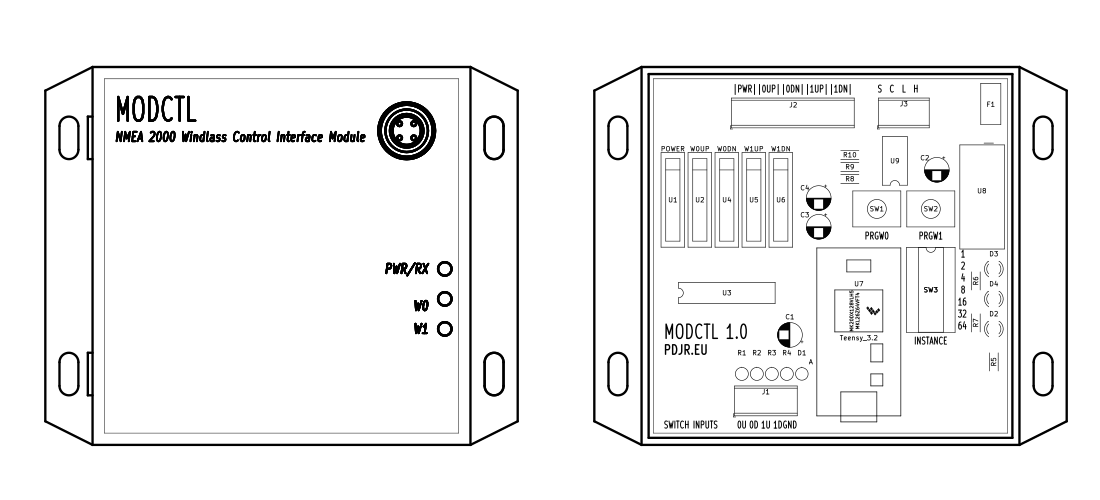 MODCTL
NMEA 2000 Windlass Control Interface Module
PWR/RX
W0
W1
|PWR||0UP||0DN||1UP||1DN|
S C L H
J2
J3
F1
POWER W0UP W0DN W1UP W1DN
R10
R9
R8
U9
C2
U1 U2 U4 U5 U6
C4
C3
SW1
SW2
U8
PRGW0
PRGW1
1
2
4
8
16
32
64
D3
R6
D4
R7
D2
R5
U7
MK20DX128VLH5
MKL26Z64VFT4
Teensy_3.2
SW3
INSTANCE
U3
MODCTL 1.0
PDJR.EU
C1
R1 R2 R3 R4 D1
A
J1
SWITCH INPUTS
0U 0D 1U 1DGND